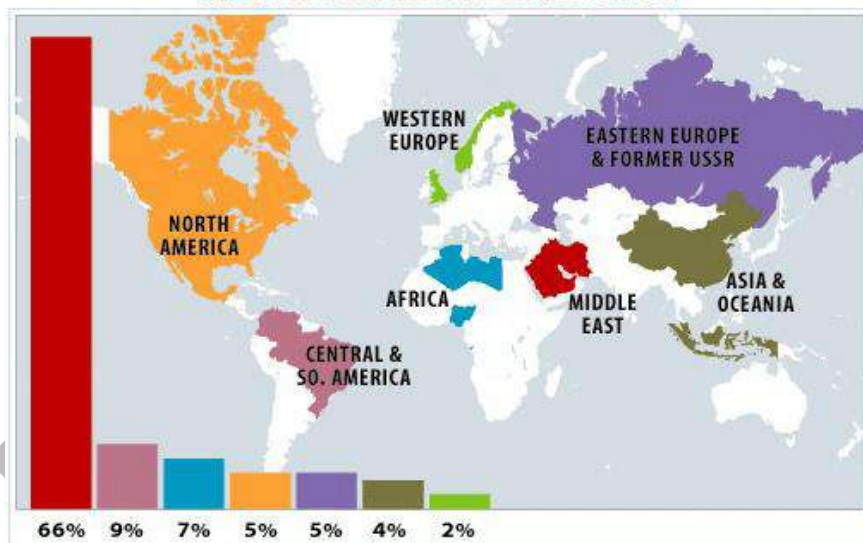 WESTERN
EUROPE
EASTERN EUROPE
& FORMER USSR
NORTH
AMERICA
AFRICA
MIDDLE
EAST
ASIA &
OCEANIA
CENTRAL &
SO. AMERICA
66% 9% 7% 5% 5% 4% 2%